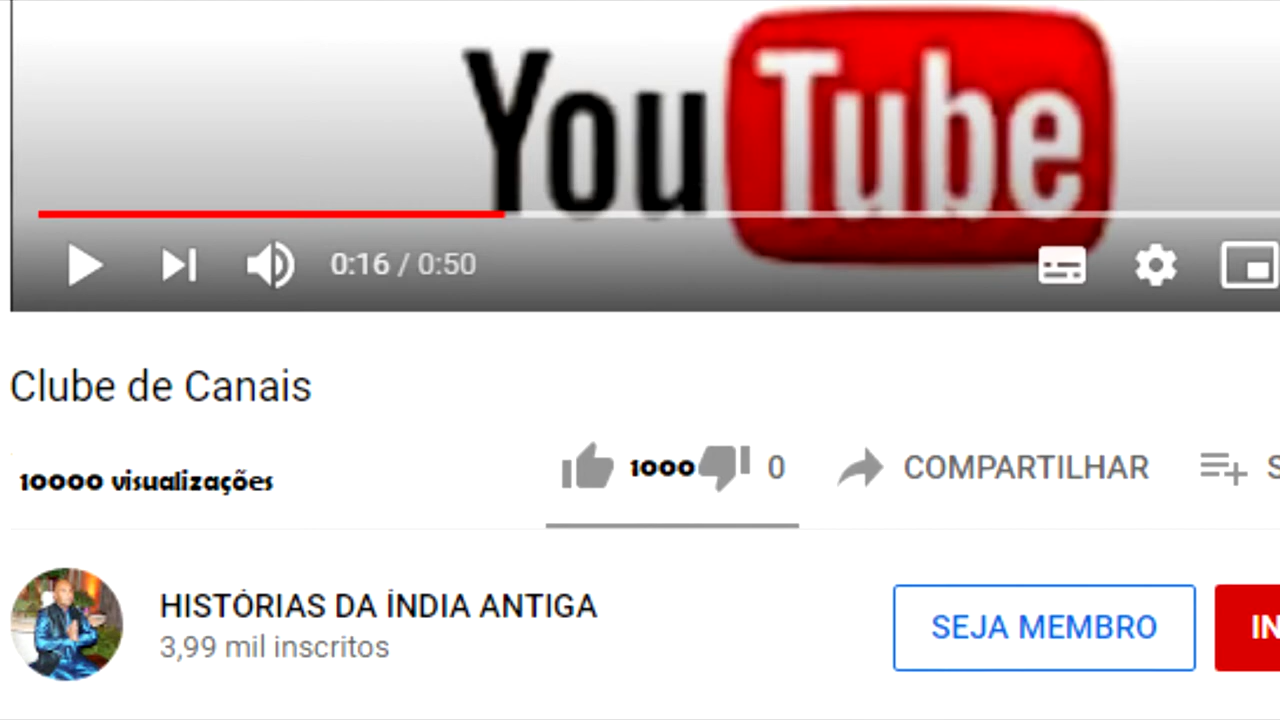 YouTube
0:16 / 0:50
Clube de Canais
10000 visualizações
1000 0 COMPARTILHAR S
HISTÓRIAS DA ÍNDIA ANTIGA
3,99 mil inscritos
SEJA MEMBRO
IN